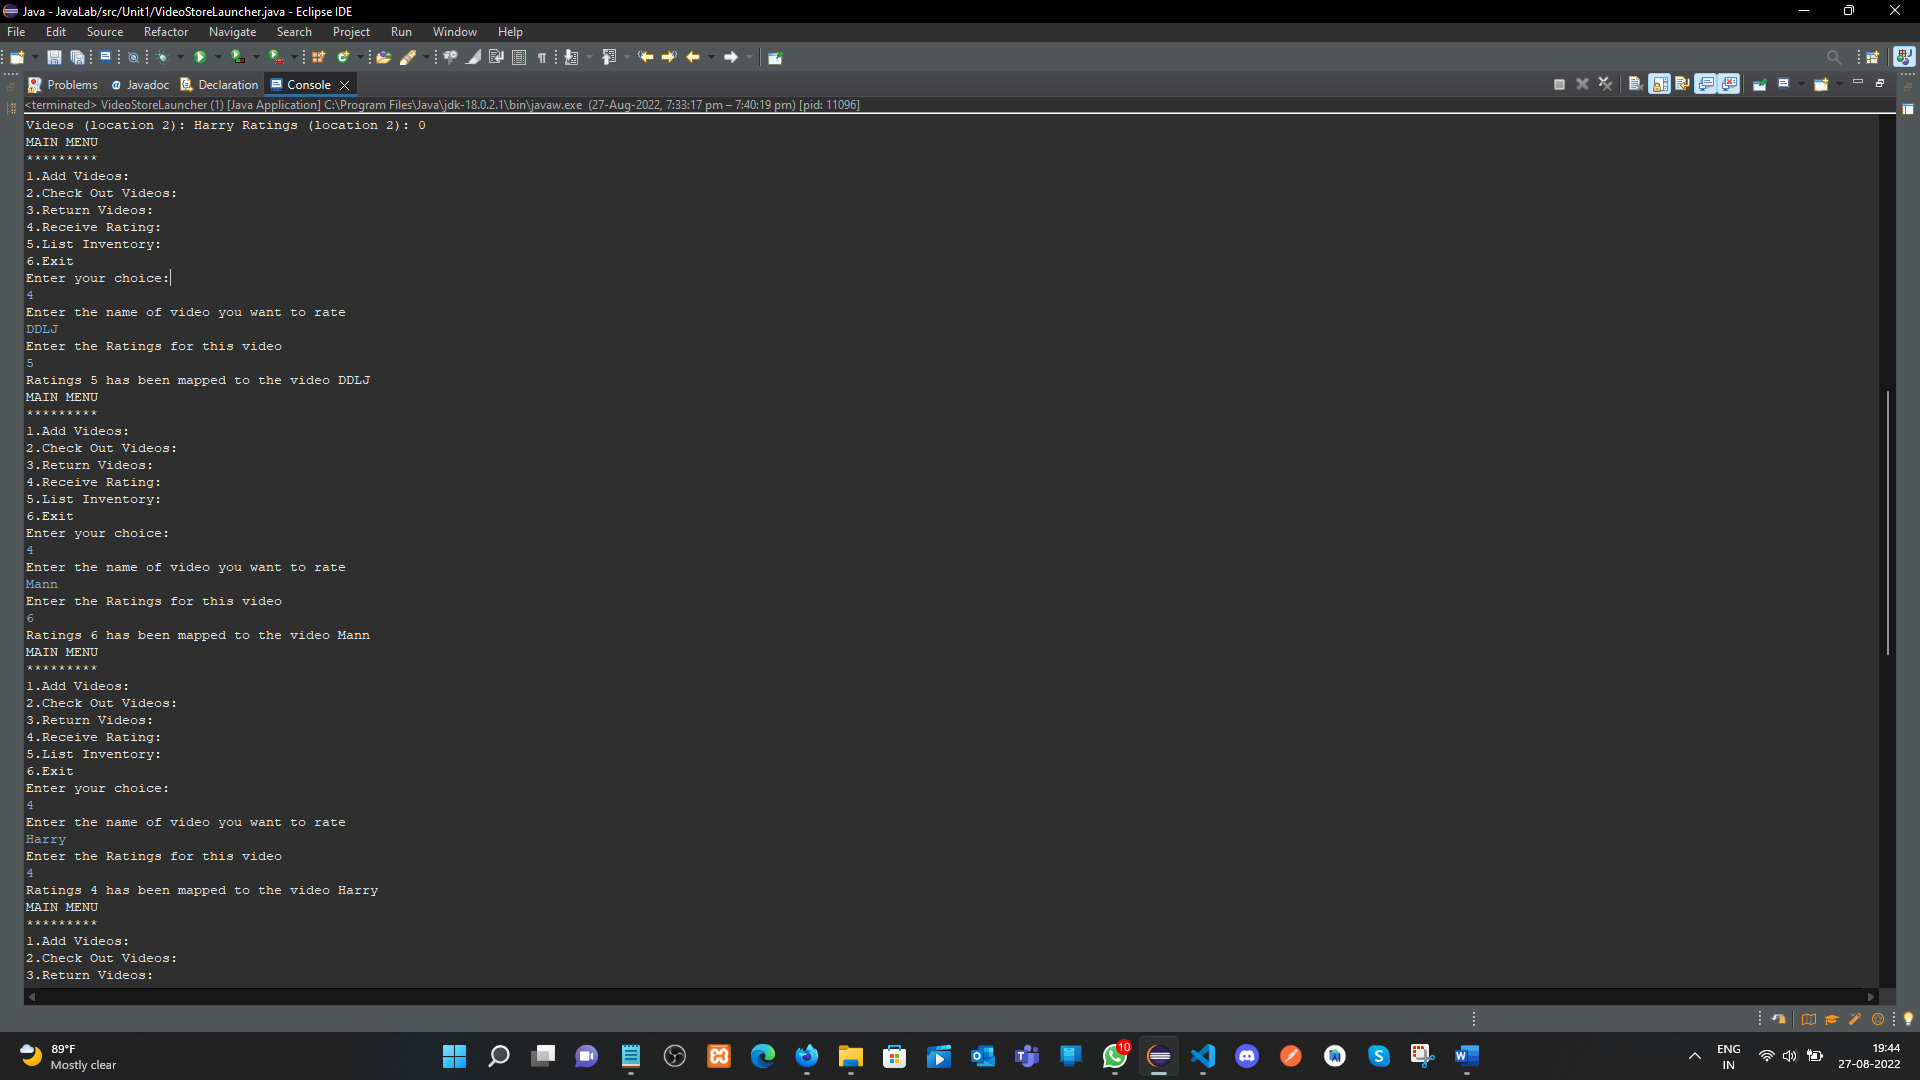 Java - JavaLab/src/Unit1/VideoStoreLauncher.java - Eclipse IDE
File Edit Source Refactor Navigate Search Project Run Window Help
Problems Javadoc Declaration Console
<terminated> VideoStoreLauncher (1) [Java Application] C:\Program Files\Java\jdk-18.0.2.1\bin\javaw.exe (27-Aug-2022, 7:33:17 pm – 7:40:19 pm) [pid: 11096]
Videos (location 2): Harry Ratings (location 2): 0
MAIN MENU
*********
1.Add Videos:
2.Check Out Videos:
3.Return Videos:
4.Receive Rating:
5.List Inventory:
6.Exit
Enter your choice:
4
Enter the name of video you want to rate
DDLJ
Enter the Ratings for this video
5
Ratings 5 has been mapped to the video DDLJ
MAIN MENU
*********
1.Add Videos:
2.Check Out Videos:
3.Return Videos:
4.Receive Rating:
5.List Inventory:
6.Exit
Enter your choice:
4
Enter the name of video you want to rate
Mann
Enter the Ratings for this video
6
Ratings 6 has been mapped to the video Mann
MAIN MENU
*********
1.Add Videos:
2.Check Out Videos:
3.Return Videos:
4.Receive Rating:
5.List Inventory:
6.Exit
Enter your choice:
4
Enter the name of video you want to rate
Harry
Enter the Ratings for this video
4
Ratings 4 has been mapped to the video Harry
MAIN MENU
*********
1.Add Videos:
2.Check Out Videos:
3.Return Videos:
89°F
Mostly clear
10
ENG
IN
19:44
27-08-2022